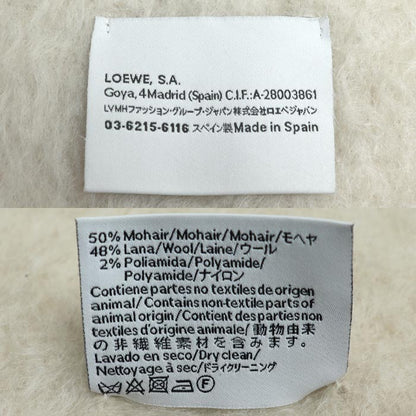 LOEWE, S.A.
Goya, 4 Madrid (Spain) C.I.F.: A-28003861
LVMHファッション・グループ・ジャパン株式会社ロエベジャパン
03-6215-6116 スペイン製 Made in Spain
50% Mohair/Mohair/Mohair/モヘヤ
48% Lana/Wool/Laine/ウール
2% Poliamida/Polyamide/
Polyamide/ナイロン
Contiene partes no textiles de origen
animal/Contains non-textile parts of
animal origin/Contient des parties non
textiles d'origine animale/動物由来
の非繊維素材を含みます。
Lavado en seco/Dry clean/
Nettoyage à sec/ドライクリーニング
F